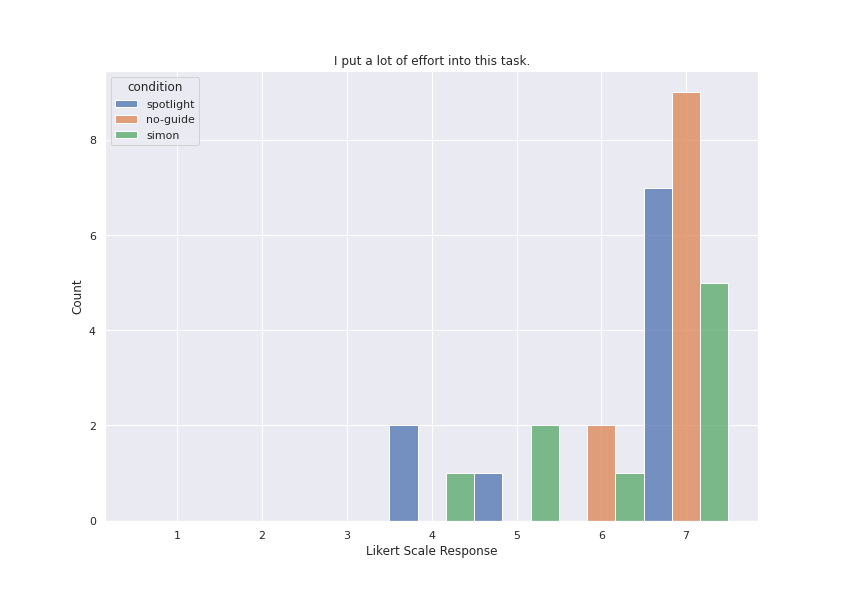 I put a lot of effort into this task.
condition
spotlight
no-guide
simon
8
6
4
2
0
Count
1 2 3 4 5 6 7
Likert Scale Response